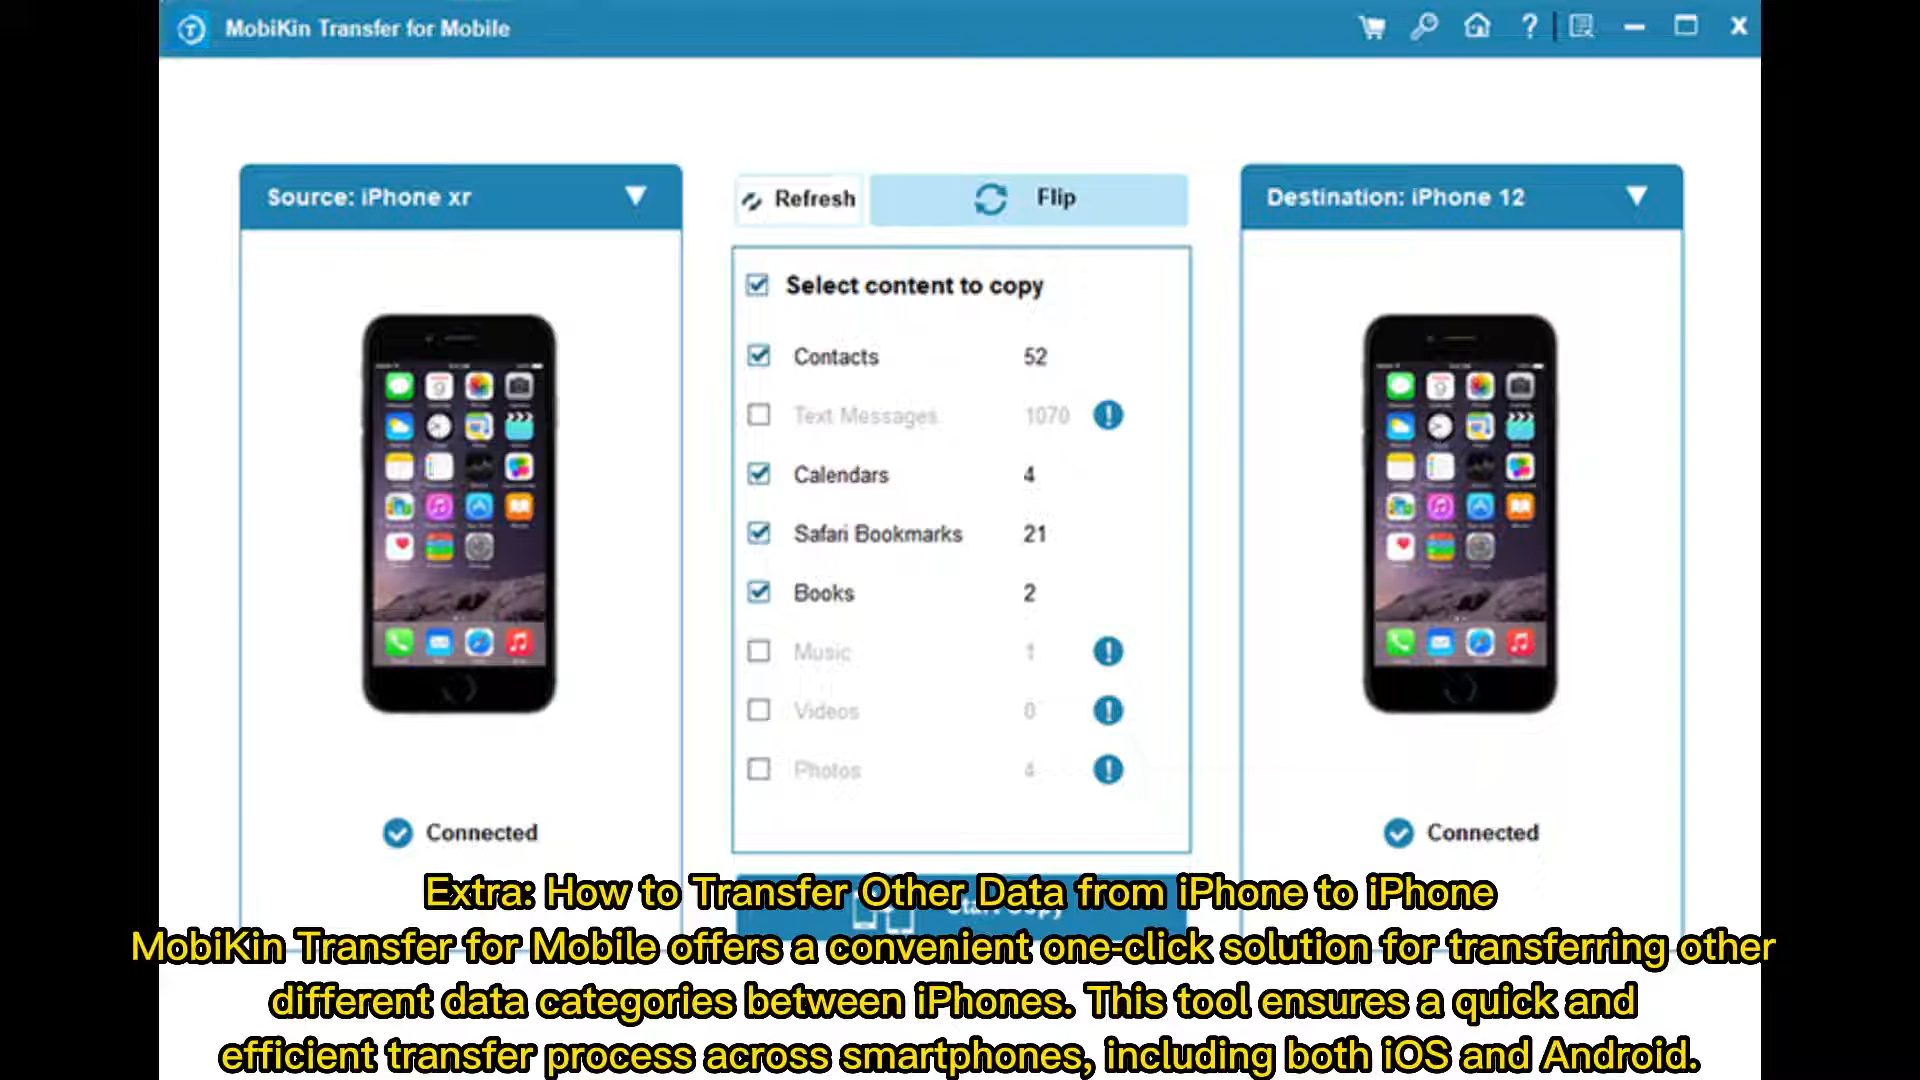 MobiKin Transfer for Mobile
Source: iPhone xr
Refresh
Flip
Destination: iPhone 12
Select content to copy
Contacts 52
Text Messages 1070
Calendars 4
Safari Bookmarks 21
Books 2
Music 1
Videos 0
Photos 4
Connected
Connected
Start Copy
Extra: How to Transfer Other Data from iPhone to iPhone
MobiKin Transfer for Mobile offers a convenient one-click solution for transferring other
different data categories between iPhones. This tool ensures a quick and
efficient transfer process across smartphones, including both iOS and Android.